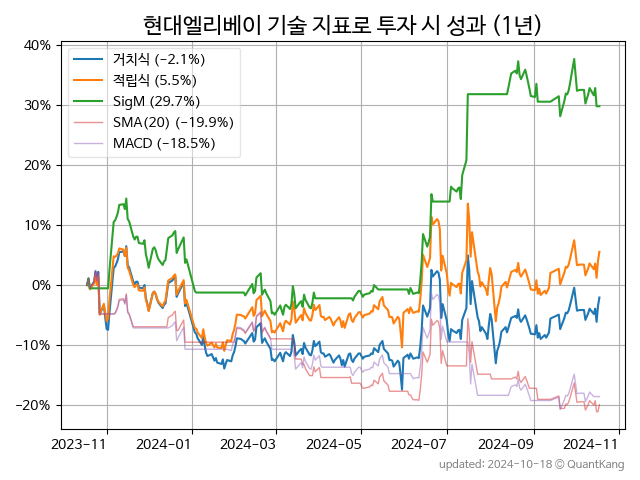 현대엘리베이 기술 지표로 투자 시 성과 (1년)
거치식 (−2.1%)
적립식 (5.5%)
SigM (29.7%)
SMA(20) (−19.9%)
MACD (−18.5%)
40%
30%
20%
10%
0%
−10%
−20%
2023-11 2024-01 2024-03 2024-05 2024-07 2024-09 2024-11
updated: 2024-10-18 © QuantKang